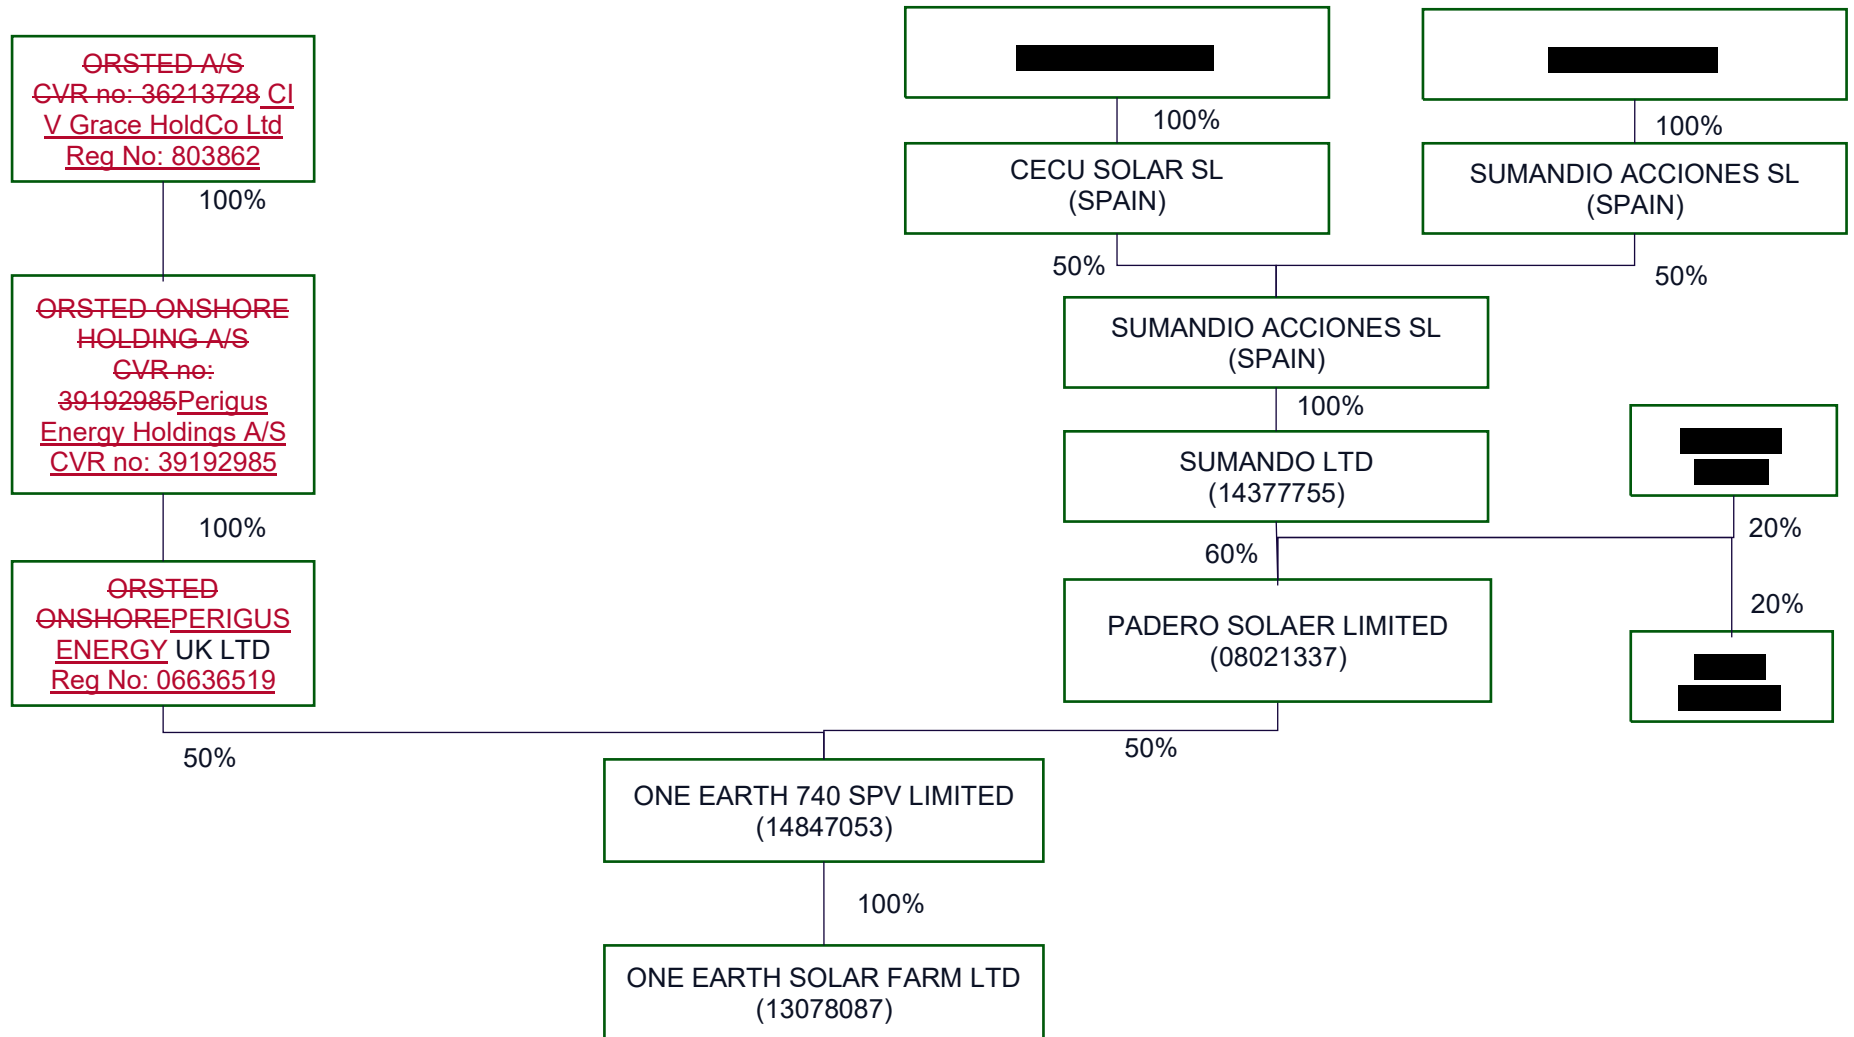 ORSTED A/S
CVR no: 36213728 CI
V Grace HoldCo Ltd
Reg No: 803862
100%
ORSTED ONSHORE
HOLDING A/S
CVR no:
39192985Perigus
Energy Holdings A/S
CVR no: 39192985
100%
ORSTED
ONSHOREPERIGUS
ENERGY UK LTD
Reg No: 06636519
50%
100%
CECU SOLAR SL
(SPAIN)
50%
100%
SUMANDIO ACCIONES SL
(SPAIN)
50%
SUMANDIO ACCIONES SL
(SPAIN)
100%
SUMANDO LTD
(14377755)
60%
20%
20%
PADERO SOLAER LIMITED
(08021337)
50%
ONE EARTH 740 SPV LIMITED
(14847053)
100%
ONE EARTH SOLAR FARM LTD
(13078087)